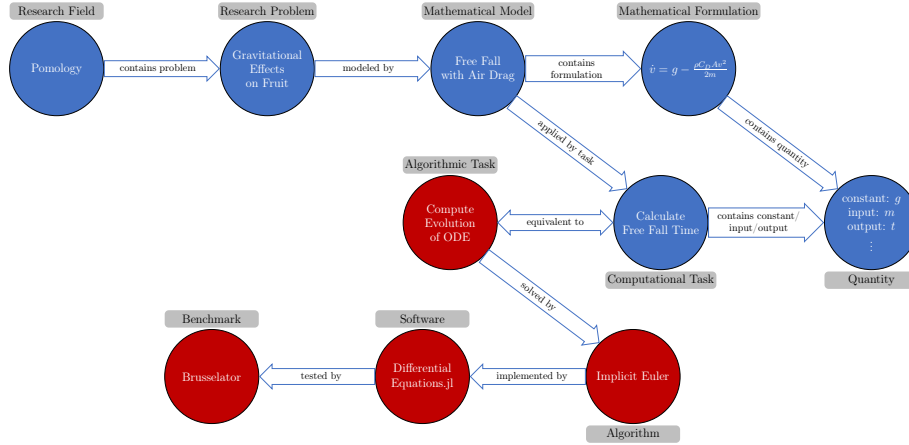 Research Field
Research Problem
Mathematical Model
Mathematical Formulation
Pomology
contains problem
Gravitational
Effects
on Fruit
modeled by
Free Fall
with Air Drag
contains
formulation
v̇ = g − ρC_D Av²/2m
applied by task
contains quantity
Algorithmic Task
Compute
Evolution
of ODE
equivalent to
Calculate
Free Fall Time
contains constant/
input/output
constant: g
input: m
output: t
⋮
Computational Task
Quantity
solved by
Benchmark
Software
Brusselator
tested by
Differential
Equations.jl
implemented by
Implicit Euler
Algorithm